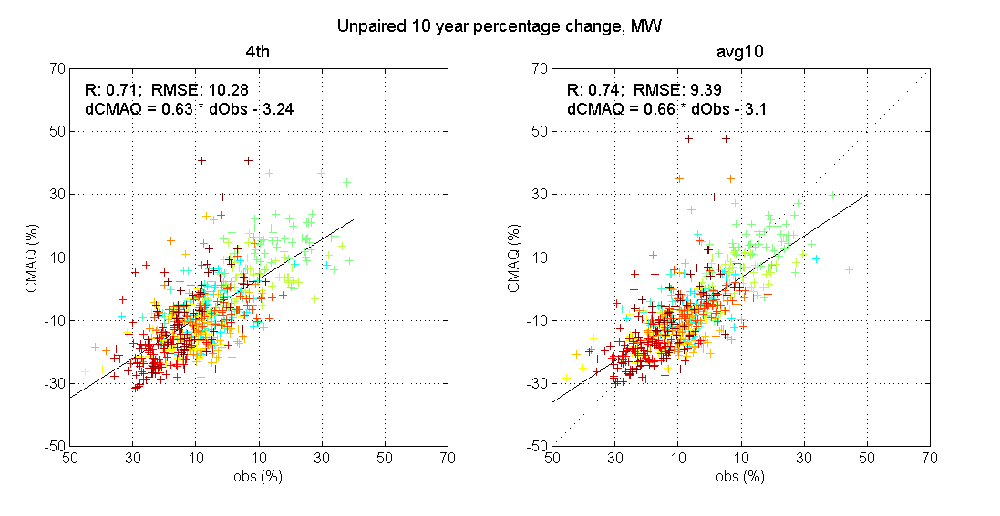 Unpaired 10 year percentage change, MW
4th
70
50
30
10
-10
-30
-50
CMAQ (%)
R: 0.71; RMSE: 10.28
dCMAQ = 0.63 * dObs - 3.24
-50 -30 -10 10 30 50 70
obs (%)
avg10
70
50
30
10
-10
-30
-50
CMAQ (%)
R: 0.74; RMSE: 9.39
dCMAQ = 0.66 * dObs - 3.1
-50 -30 -10 10 30 50 70
obs (%)